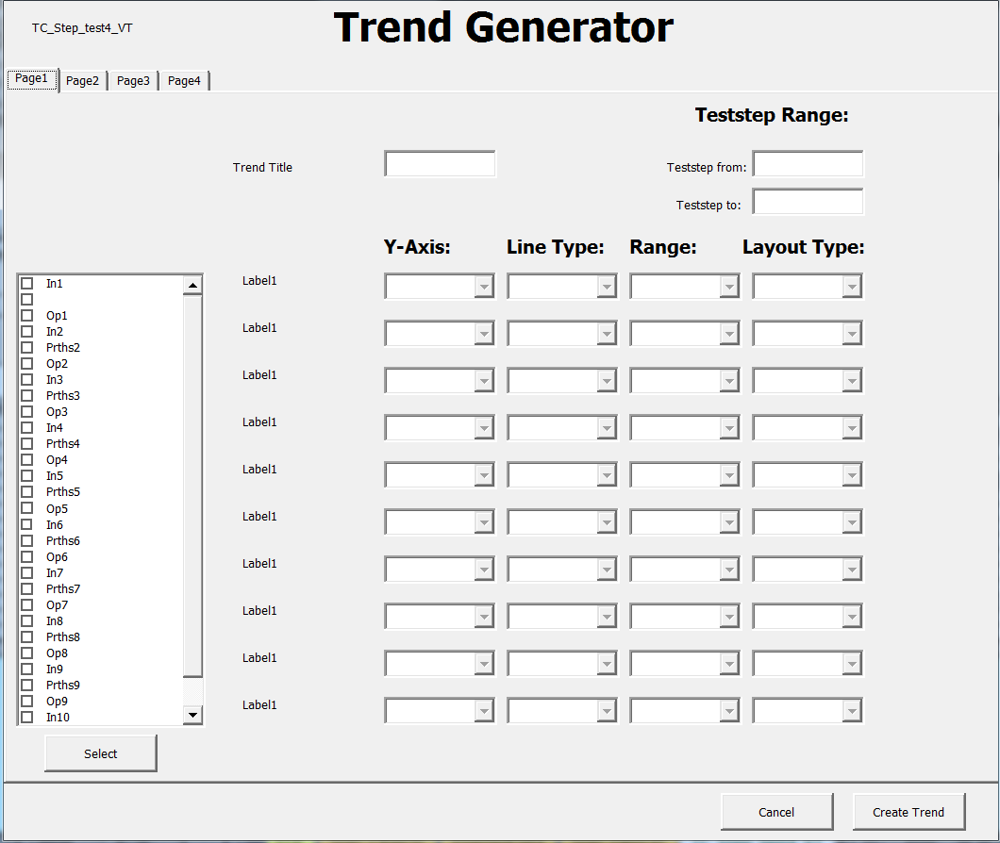 TC_Step_test4_VT
Trend Generator
Page1 Page2 Page3 Page4
Teststep Range:
Trend Title
Teststep from:
Teststep to:
Y-Axis: Line Type: Range: Layout Type:
In1
Op1
In2
Prths2
Op2
In3
Prths3
Op3
In4
Prths4
Op4
In5
Prths5
Op5
In6
Prths6
Op6
In7
Prths7
Op7
In8
Prths8
Op8
In9
Prths9
Op9
In10
Label1
Label1
Label1
Label1
Label1
Label1
Label1
Label1
Label1
Label1
Select
Cancel Create Trend